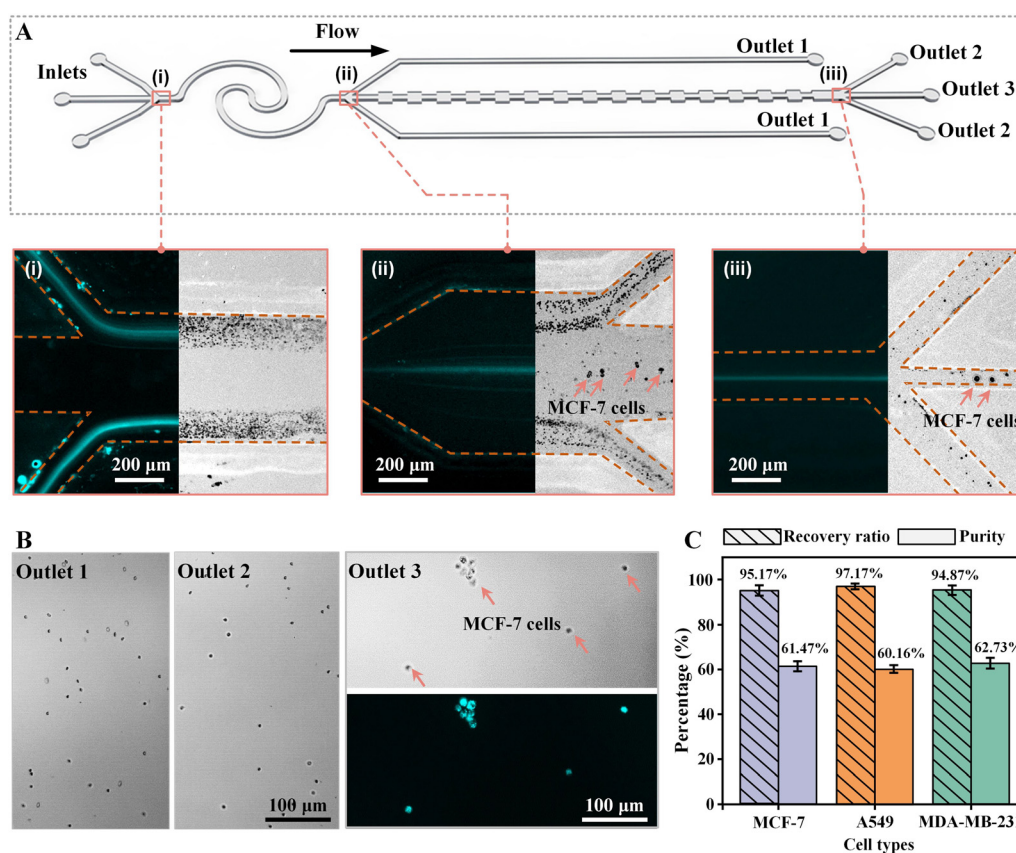 A
Flow
Inlets
(i)
(ii)
(iii)
Outlet 1
Outlet 2
Outlet 3
Outlet 1
Outlet 2
(i)
200 μm
(ii)
MCF-7 cells
200 μm
(iii)
MCF-7 cells
200 μm
B
Outlet 1
Outlet 2
100 μm
Outlet 3
MCF-7 cells
100 μm
C
Recovery ratio
Purity
Percentage (%)
100
80
60
40
20
0
95.17%
61.47%
97.17%
60.16%
94.87%
62.73%
MCF-7
A549
MDA-MB-231
Cell types